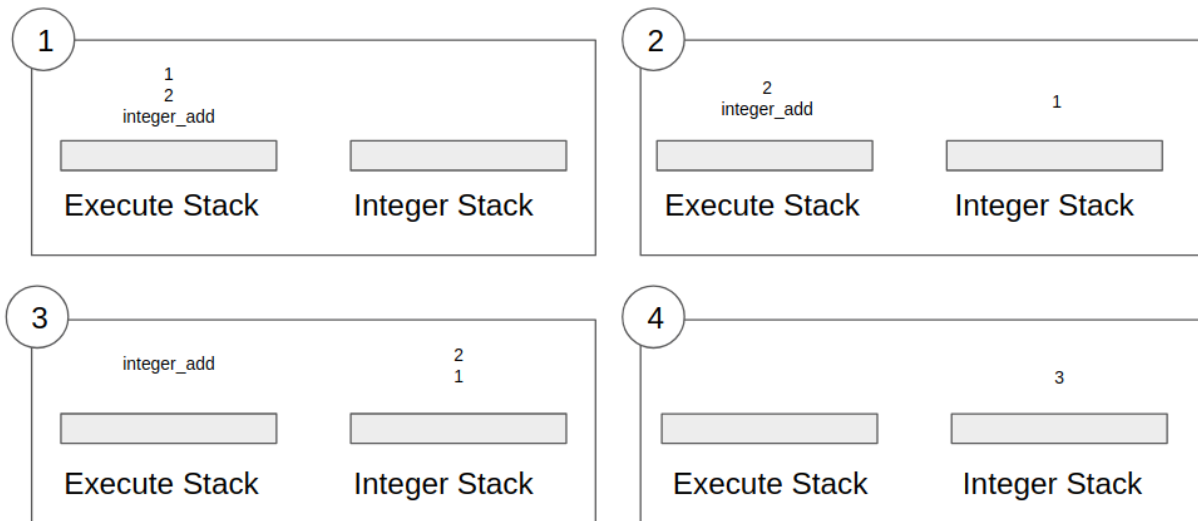 1
1
2
integer_add
Execute Stack
Integer Stack
2
2
integer_add
1
Execute Stack
Integer Stack
3
integer_add
2
1
Execute Stack
Integer Stack
4
3
Execute Stack
Integer Stack